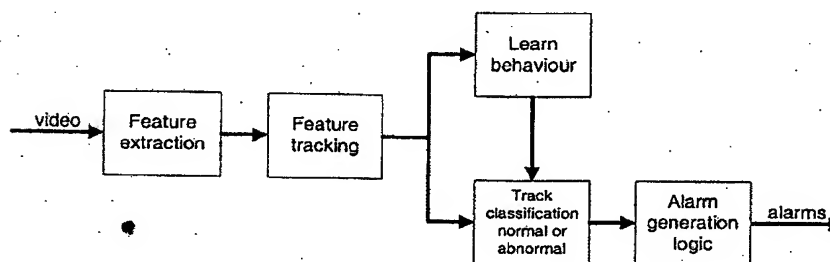 video
Feature
extraction
Feature
tracking
Learn
behaviour
Track
classification
normal or
abnormal
Alarm
generation
logic
alarms